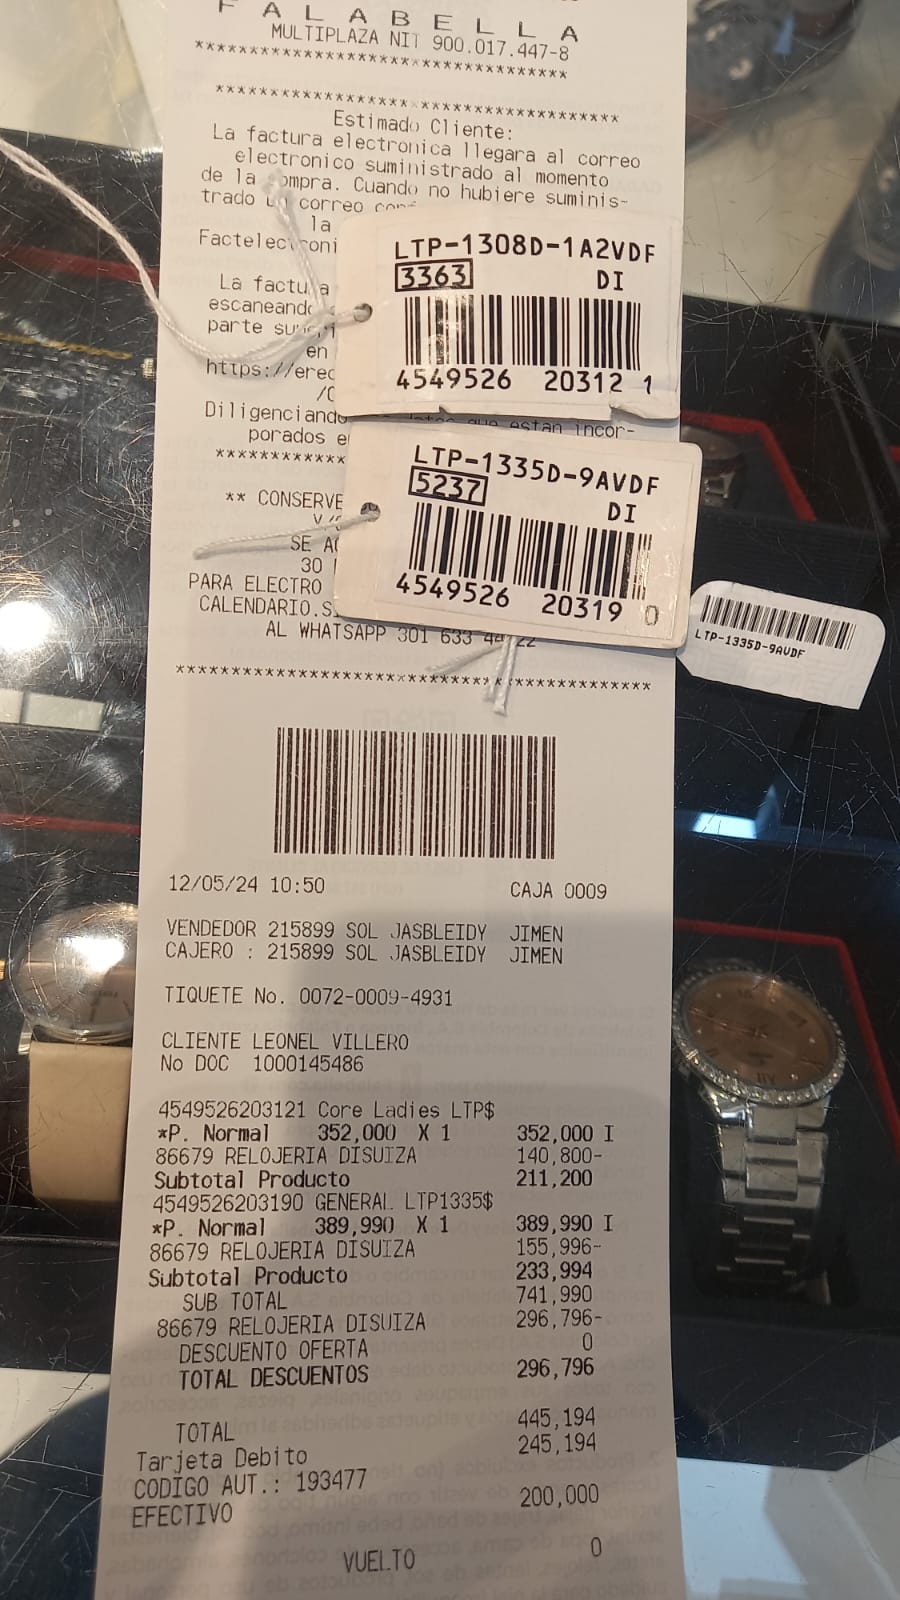 FALABELLA
MULTIPLAZA NIT 900.017.447-8
************************************
***************************************
Estimado Cliente:
La factura electronica llegara al correo
electronico suministrado al momento
de la compra. Cuando no hubiere suminis-
trado un correo
la
La factura
escaneando
parte
en
Diligenciando
que estan incor-
porados
************
** CONSERVE
30
PARA ELECTRO
AL WHATSAPP 301 633 4422
******************************************
LTP-1308D-1A2VDF
3363 DI
4549526 20312 1
LTP-1335D-9AVDF
5237 DI
4549526 20319 0
LTP-1335D-9AVDF
12/05/24 10:50 CAJA 0009
VENDEDOR 215899 SOL JASBLEIDY JIMEN
CAJERO : 215899 SOL JASBLEIDY JIMEN
TIQUETE No. 0072-0009-4931
CLIENTE LEONEL VILLERO
No DOC 1000145486
4549526203121 Core Ladies LTP$
*P. Normal 352,000 X 1 352,000 I
86679 RELOJERIA DISUIZA 140,800-
Subtotal Producto 211,200
4549526203190 GENERAL LTP1335$
*P. Normal 389,990 X 1 389,990 I
86679 RELOJERIA DISUIZA 155,996-
Subtotal Producto 233,994
SUB TOTAL 741,990
86679 RELOJERIA DISUIZA 296,796-
DESCUENTO OFERTA 0
TOTAL DESCUENTOS 296,796
TOTAL 445,194
Tarjeta Debito 245,194
CODIGO AUT.: 193477
EFECTIVO 200,000
VUELTO 0